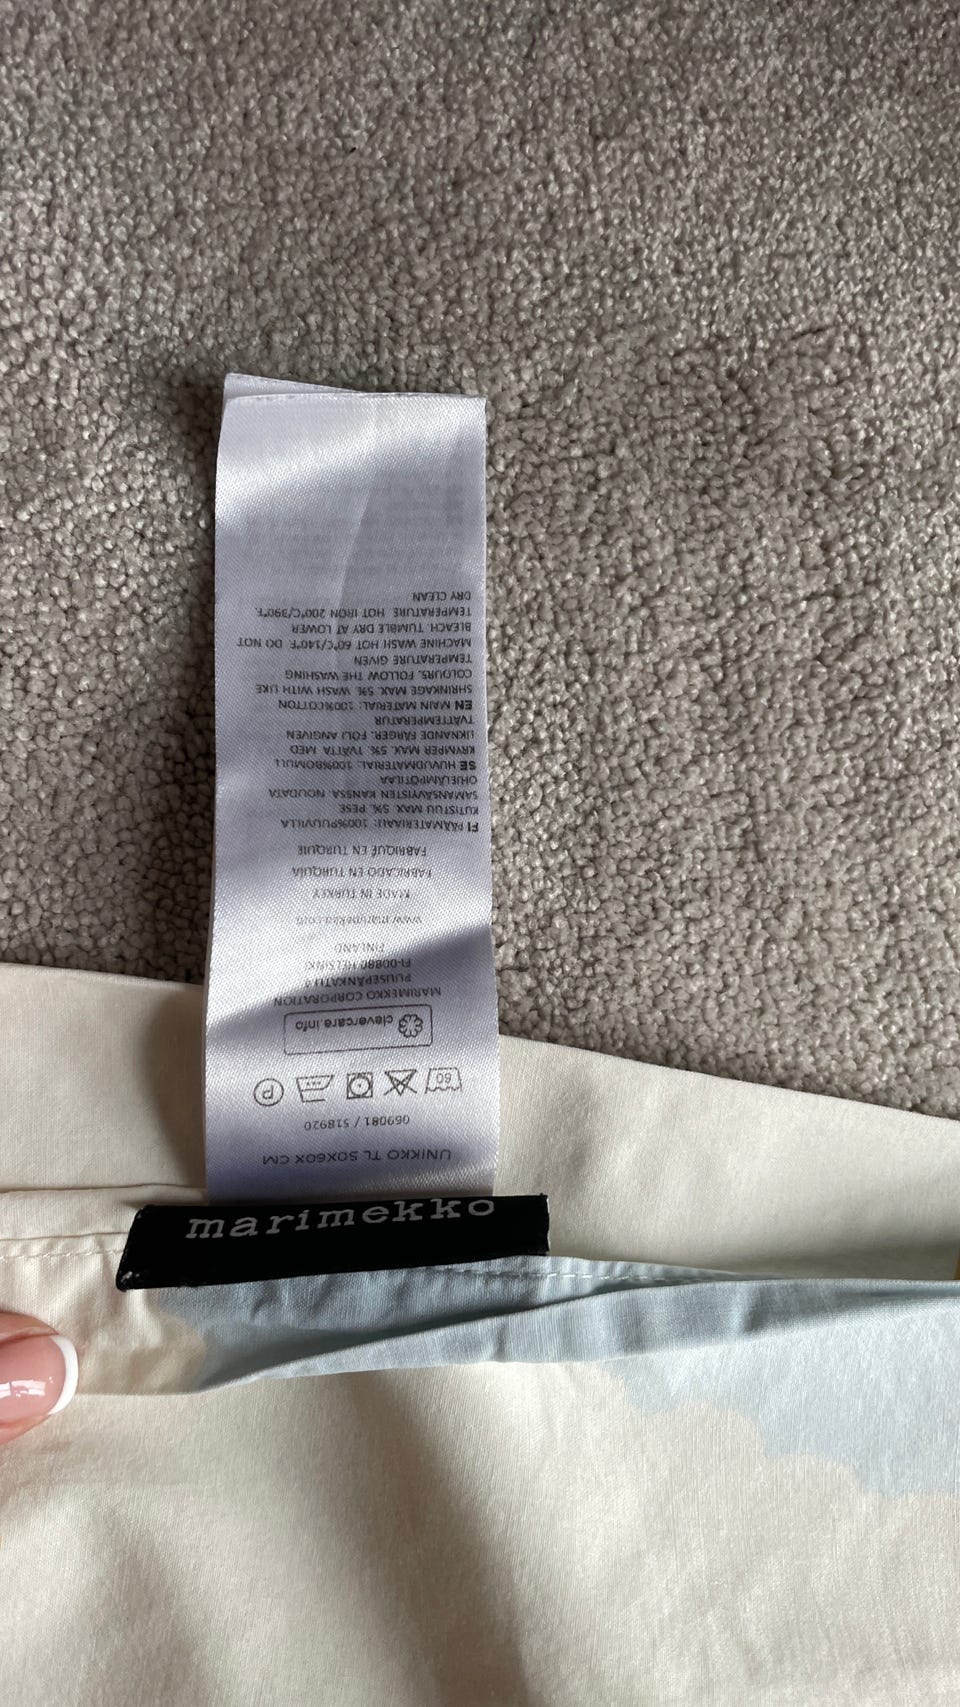 UNIKKO TL 50X60X CM
069081 / 518920
60
P
clevercare.info
MARIMEKKO CORPORATION
PUUSEPÄNKATU 4
FI-00880 HELSINKI
FINLAND
www.marimekko.com
MADE IN TURKEY
FABRICADO EN TURQUIA
FABRIQUÉ EN TURQUIE
FI PÄÄMATERIAALI: 100%PUUVILLA
KUTISTUU MAX. 5%. PESE
SAMANSÄVYISTEN KANSSA NOUDATA
OHJELÄMPÖTILAA
SE HUVUDMATERIAL: 100%BOMULL
KRYMPER MAX. 5%. TVÄTTA MED
LIKNANDE FÄRGER. FÖLJ ANGIVEN
TVÄTTEMPERATUR
EN MAIN MATERIAL: 100%COTTON
SHRINKAGE MAX. 5%. WASH WITH LIKE
COLOURS. FOLLOW THE WASHING
TEMPERATURE GIVEN
MACHINE WASH HOT 60°C/140°F. DO NOT
BLEACH. TUMBLE DRY AT LOWER
TEMPERATURE HOT IRON 200°C/390°F.
DRY CLEAN
marimekko